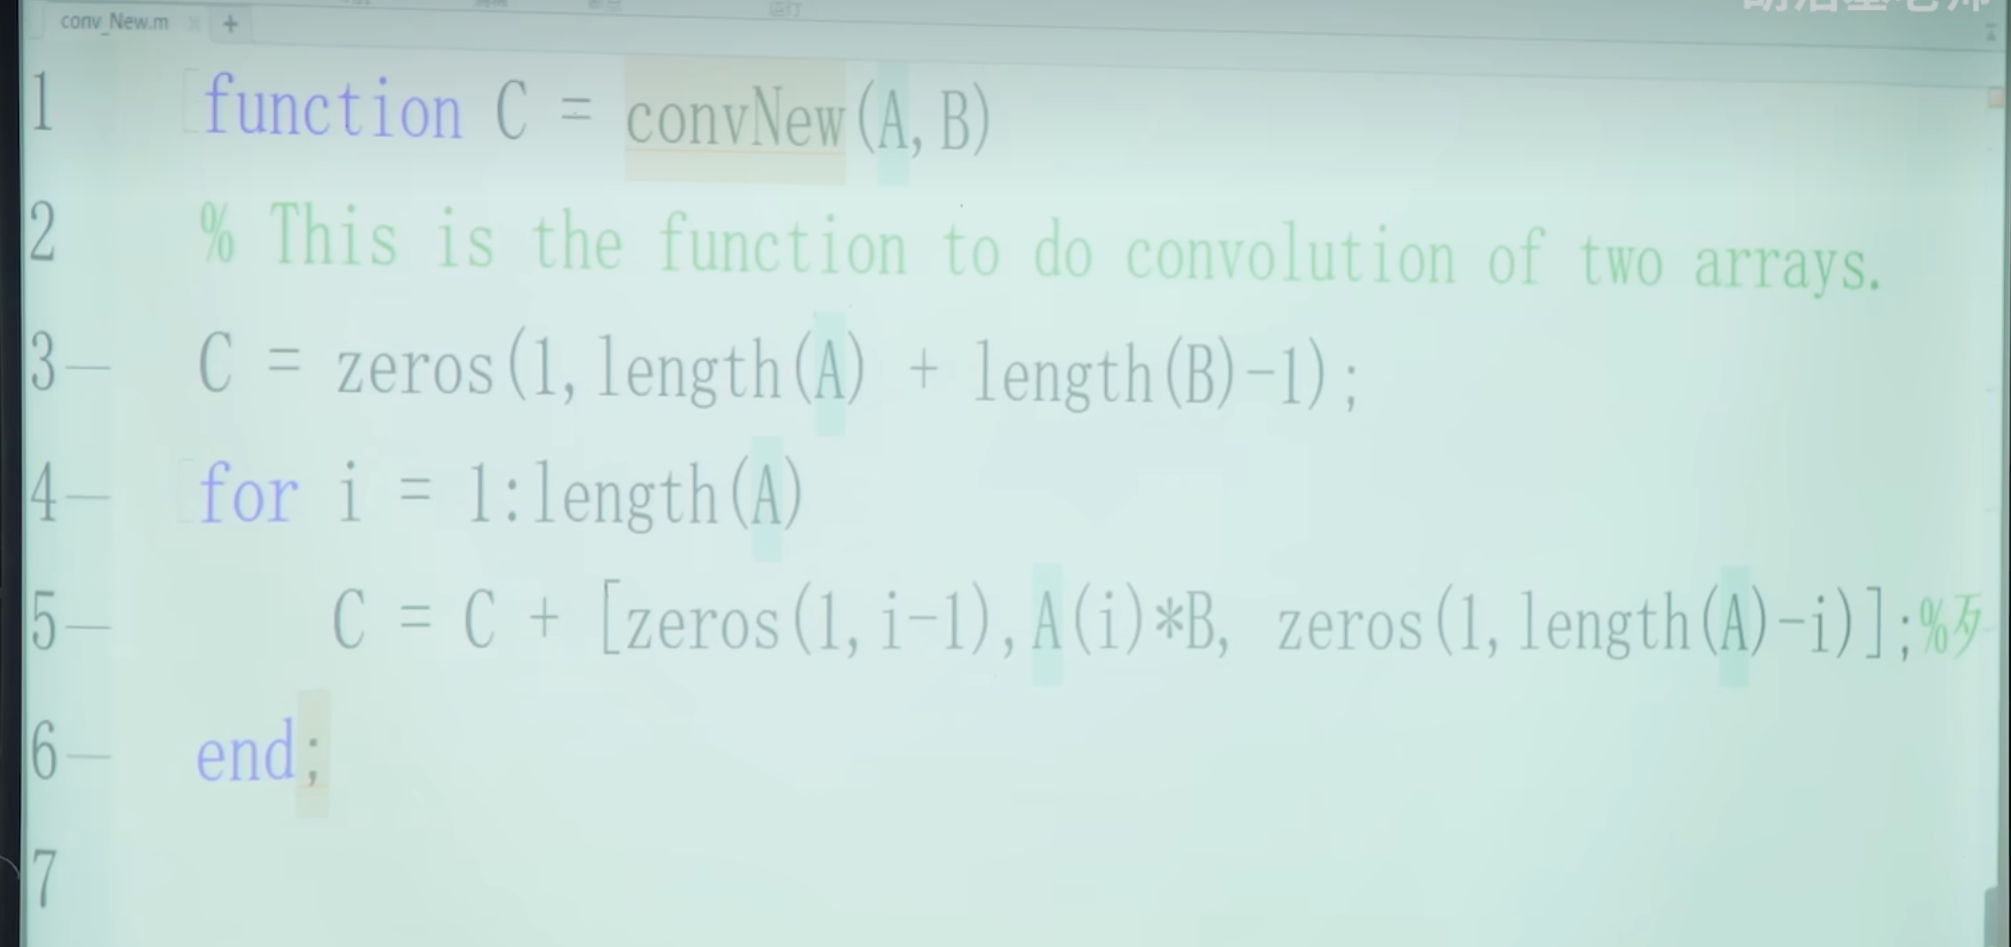 conv_New.m × +
1 function C = convNew(A,B)
2 % This is the function to do convolution of two arrays.
3 — C = zeros(1,length(A) + length(B)-1);
4 — for i = 1:length(A)
5 — C = C + [zeros(1,i-1),A(i)*B, zeros(1,length(A)-i)];%
6 — end;
7